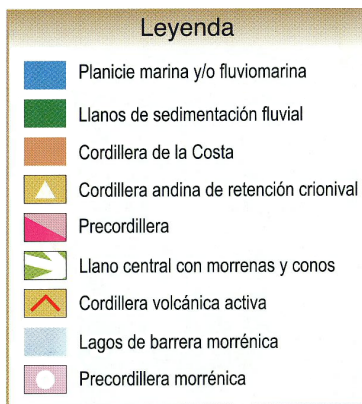 Leyenda
Planicie marina y/o fluviomarina
Llanos de sedimentación fluvial
Cordillera de la Costa
Cordillera andina de retención crionival
Precordillera
Llano central con morrenas y conos
Cordillera volcánica activa
Lagos de barrera morrénica
Precordillera morrénica